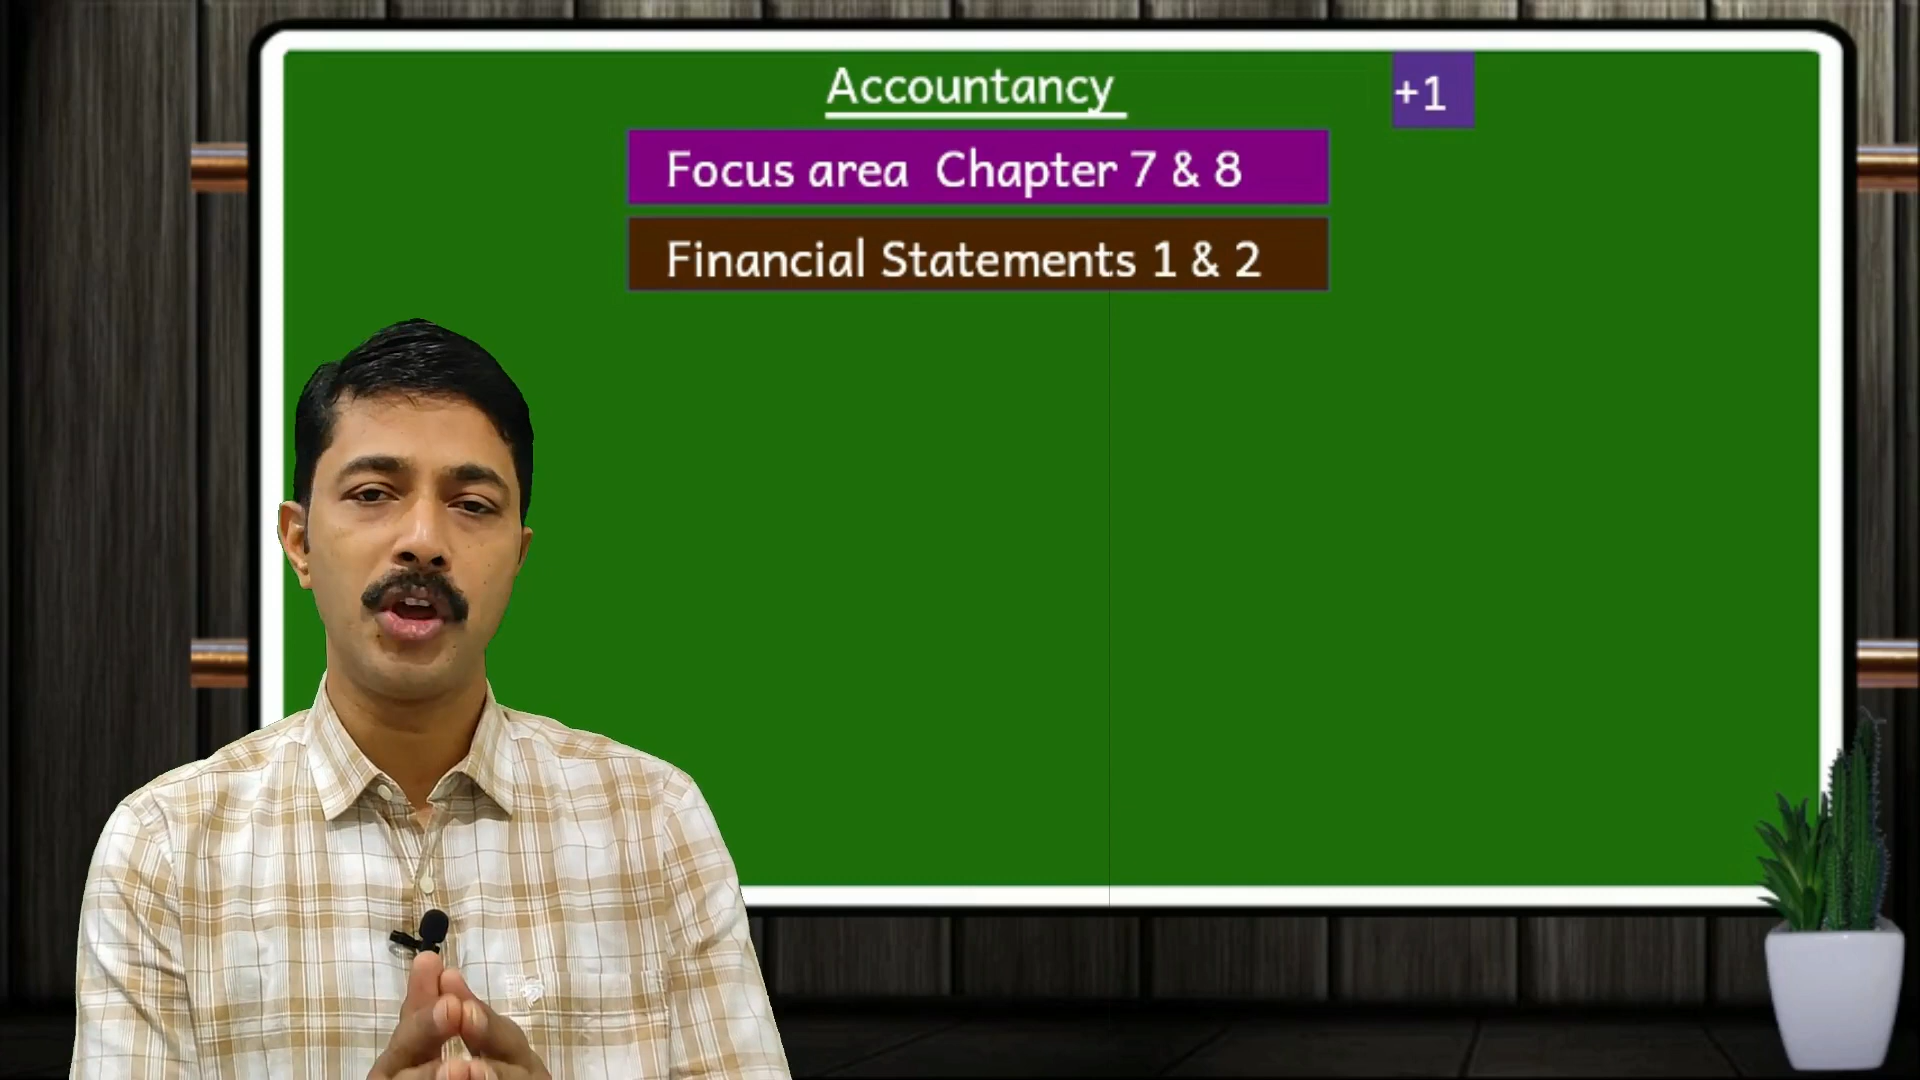 Accountancy
+1
Focus area Chapter 7 & 8
Financial Statements 1 & 2